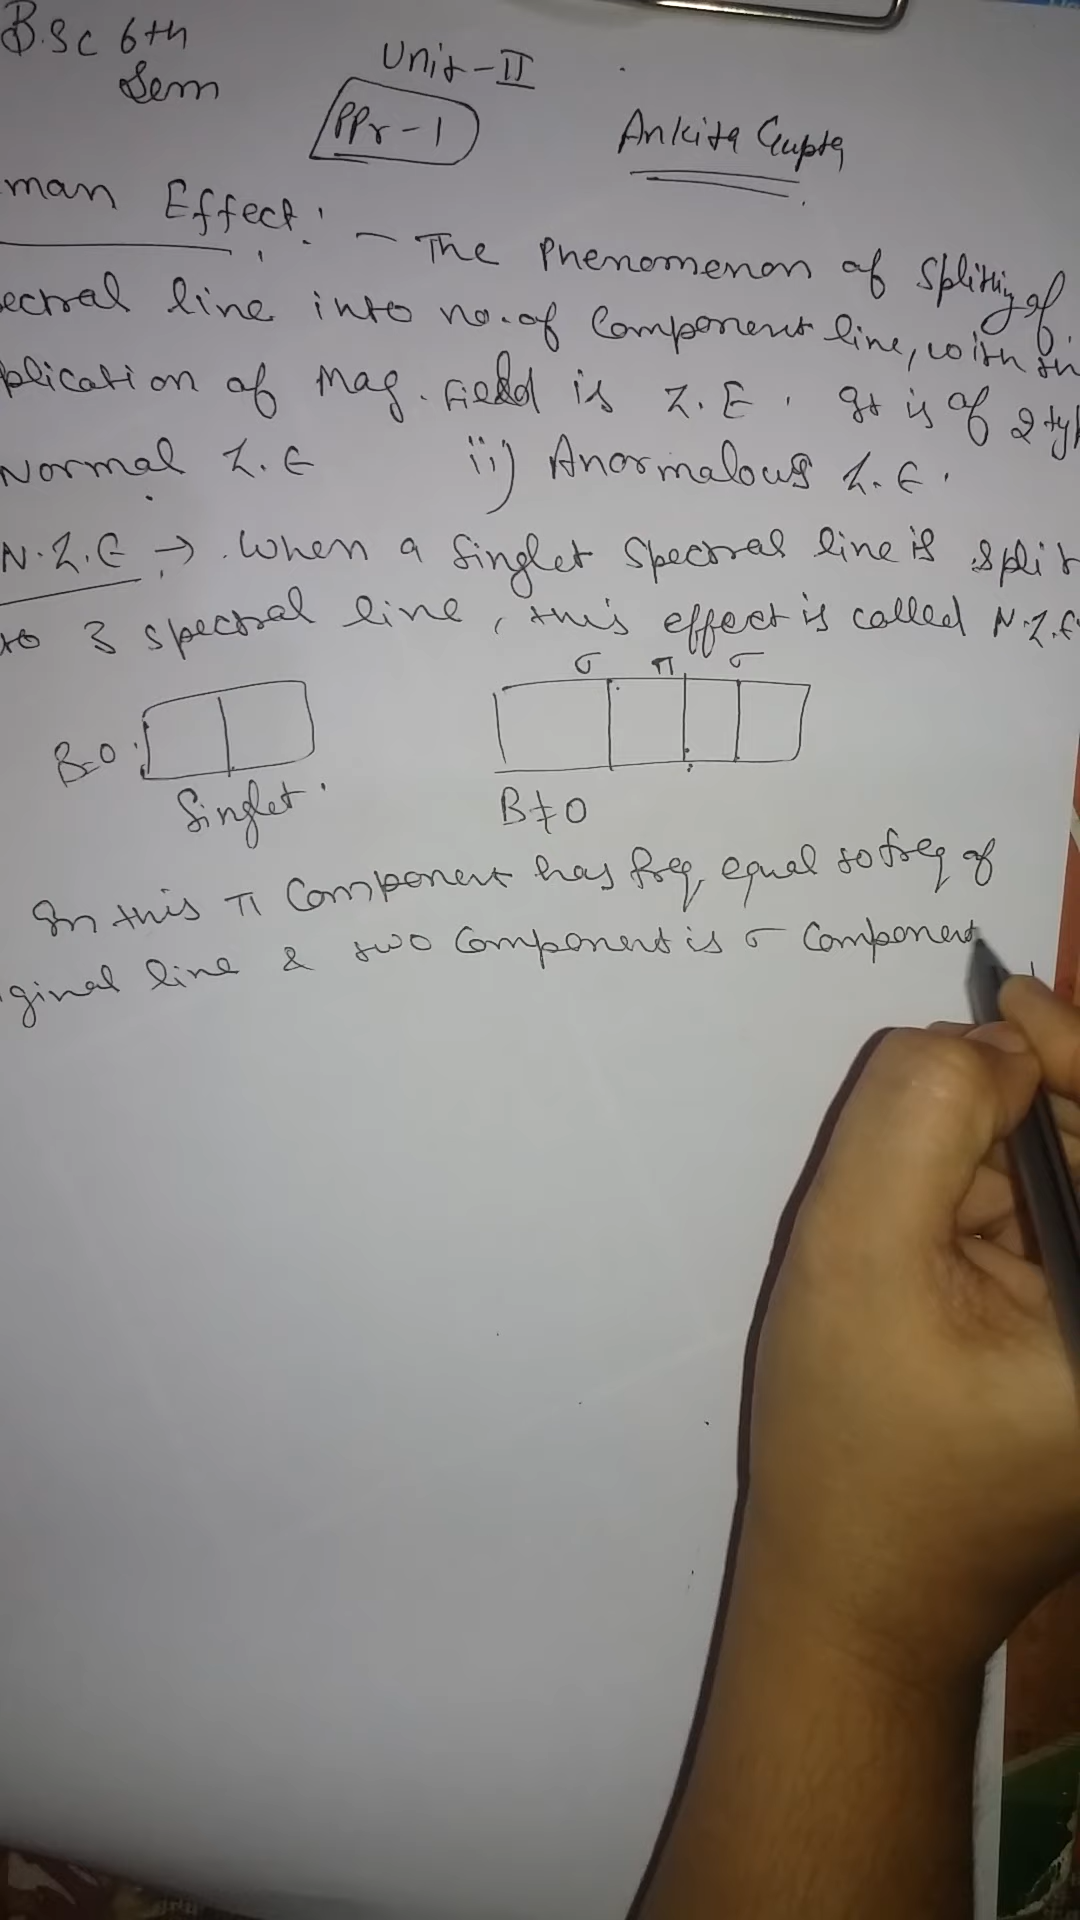 B.Sc 6th
Sem
Unit-II
PPr-1
Ankita Gupta
man Effect:- The Phenomenon of Splitting of
ectral line into no. of Component line, with th
plication of Mag. Field is Z.E. It is of 2 typ
Normal Z.E ii) Anormalous Z.E.
N.Z.E → When a Singlet Spectral line is split
to 3 spectral line, this effect is called N.Z.E
σ π σ
B=0
Singlet
B≠0
In this π Component has freq. equal to freq of
iginal line & two Component is σ Component